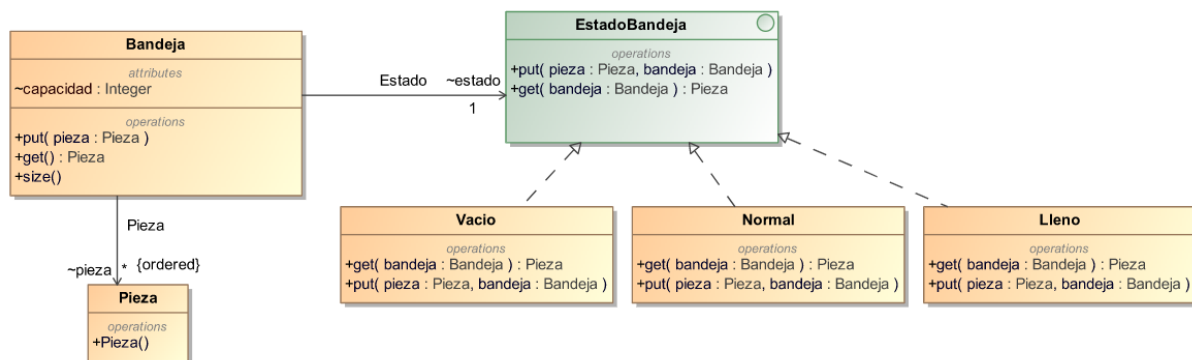 Bandeja
attributes
~capacidad : Integer
operations
+put( pieza : Pieza )
+get() : Pieza
+size()
Estado
~estado
1
EstadoBandeja
operations
+put( pieza : Pieza, bandeja : Bandeja )
+get( bandeja : Bandeja ) : Pieza
Pieza
~pieza
*
{ordered}
Pieza
operations
+Pieza()
Vacio
operations
+get( bandeja : Bandeja ) : Pieza
+put( pieza : Pieza, bandeja : Bandeja )
Normal
operations
+get( bandeja : Bandeja ) : Pieza
+put( pieza : Pieza, bandeja : Bandeja )
Lleno
operations
+get( bandeja : Bandeja ) : Pieza
+put( pieza : Pieza, bandeja : Bandeja )